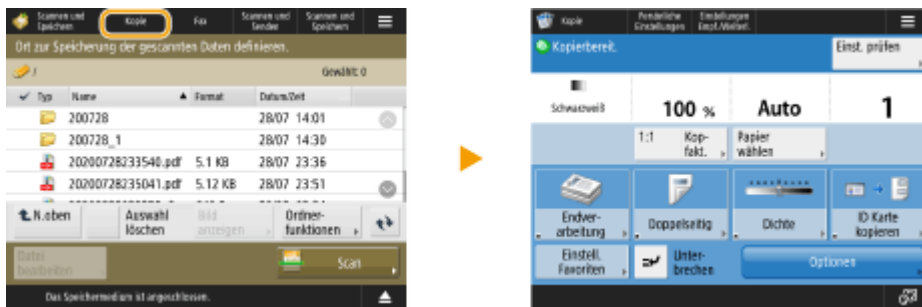 Scannen und
Speichern
Kopie
Fax
Scannen und
Senden
Scannen und
Speichern
Ort zur Speicherung der gescannten Daten definieren.
/
Gewählt: 0
Typ Name Format Datum/Zeit
200728 28/07 14:01
200728_1 28/07 14:30
20200728233540.pdf 5.1 KB 28/07 23:36
20200728235041.pdf 5.12 KB 28/07 23:51
N.oben
Auswahl
löschen
Bild
anzeigen
Ordner-
funktionen
Datei
bearbeiten
Scan
Das Speichermedium ist angeschlossen.
Kopie
Persönliche
Einstellungen
Einstellungen
Empf./Weiterl.
Kopierbereit.
Einst. prüfen
Schwarzweiß
100 %
Auto
1
1:1
Kop-
fakt.
Papier
wählen
Endver-
arbeitung
Doppelseitig
Dichte
ID Karte
kopieren
Einstell.
Favoriten
Unter-
brechen
Optionen